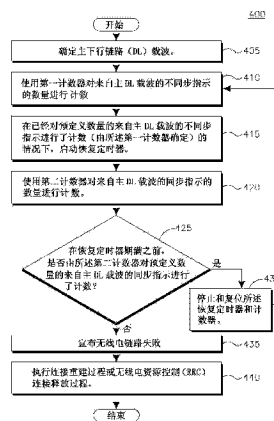 400
开始
确定主下行链路（DL）载波。
405
使用第一计数器对来自主DL载波的不同步指示
的数量进行计数
410
在已经对预定义数量的来自主DL载波的不同步指
示进行了计数（由所述第一计数器确定）的
情况下，启动恢复定时器。
415
使用第二计数器对来自主DL载波的同步指示的
数量进行计数。
420
425
在恢复定时器期满之前，
是否由所述第二计数器对预定义数
量的来自主DL载波的同步指示进行
了计数？
是
停止和复位所述
恢复定时器和计
数器。
否
宣布无线电链路失败
435
执行连接重建过程或无线电资源控制（RRC）
连接释放过程。
440
结束